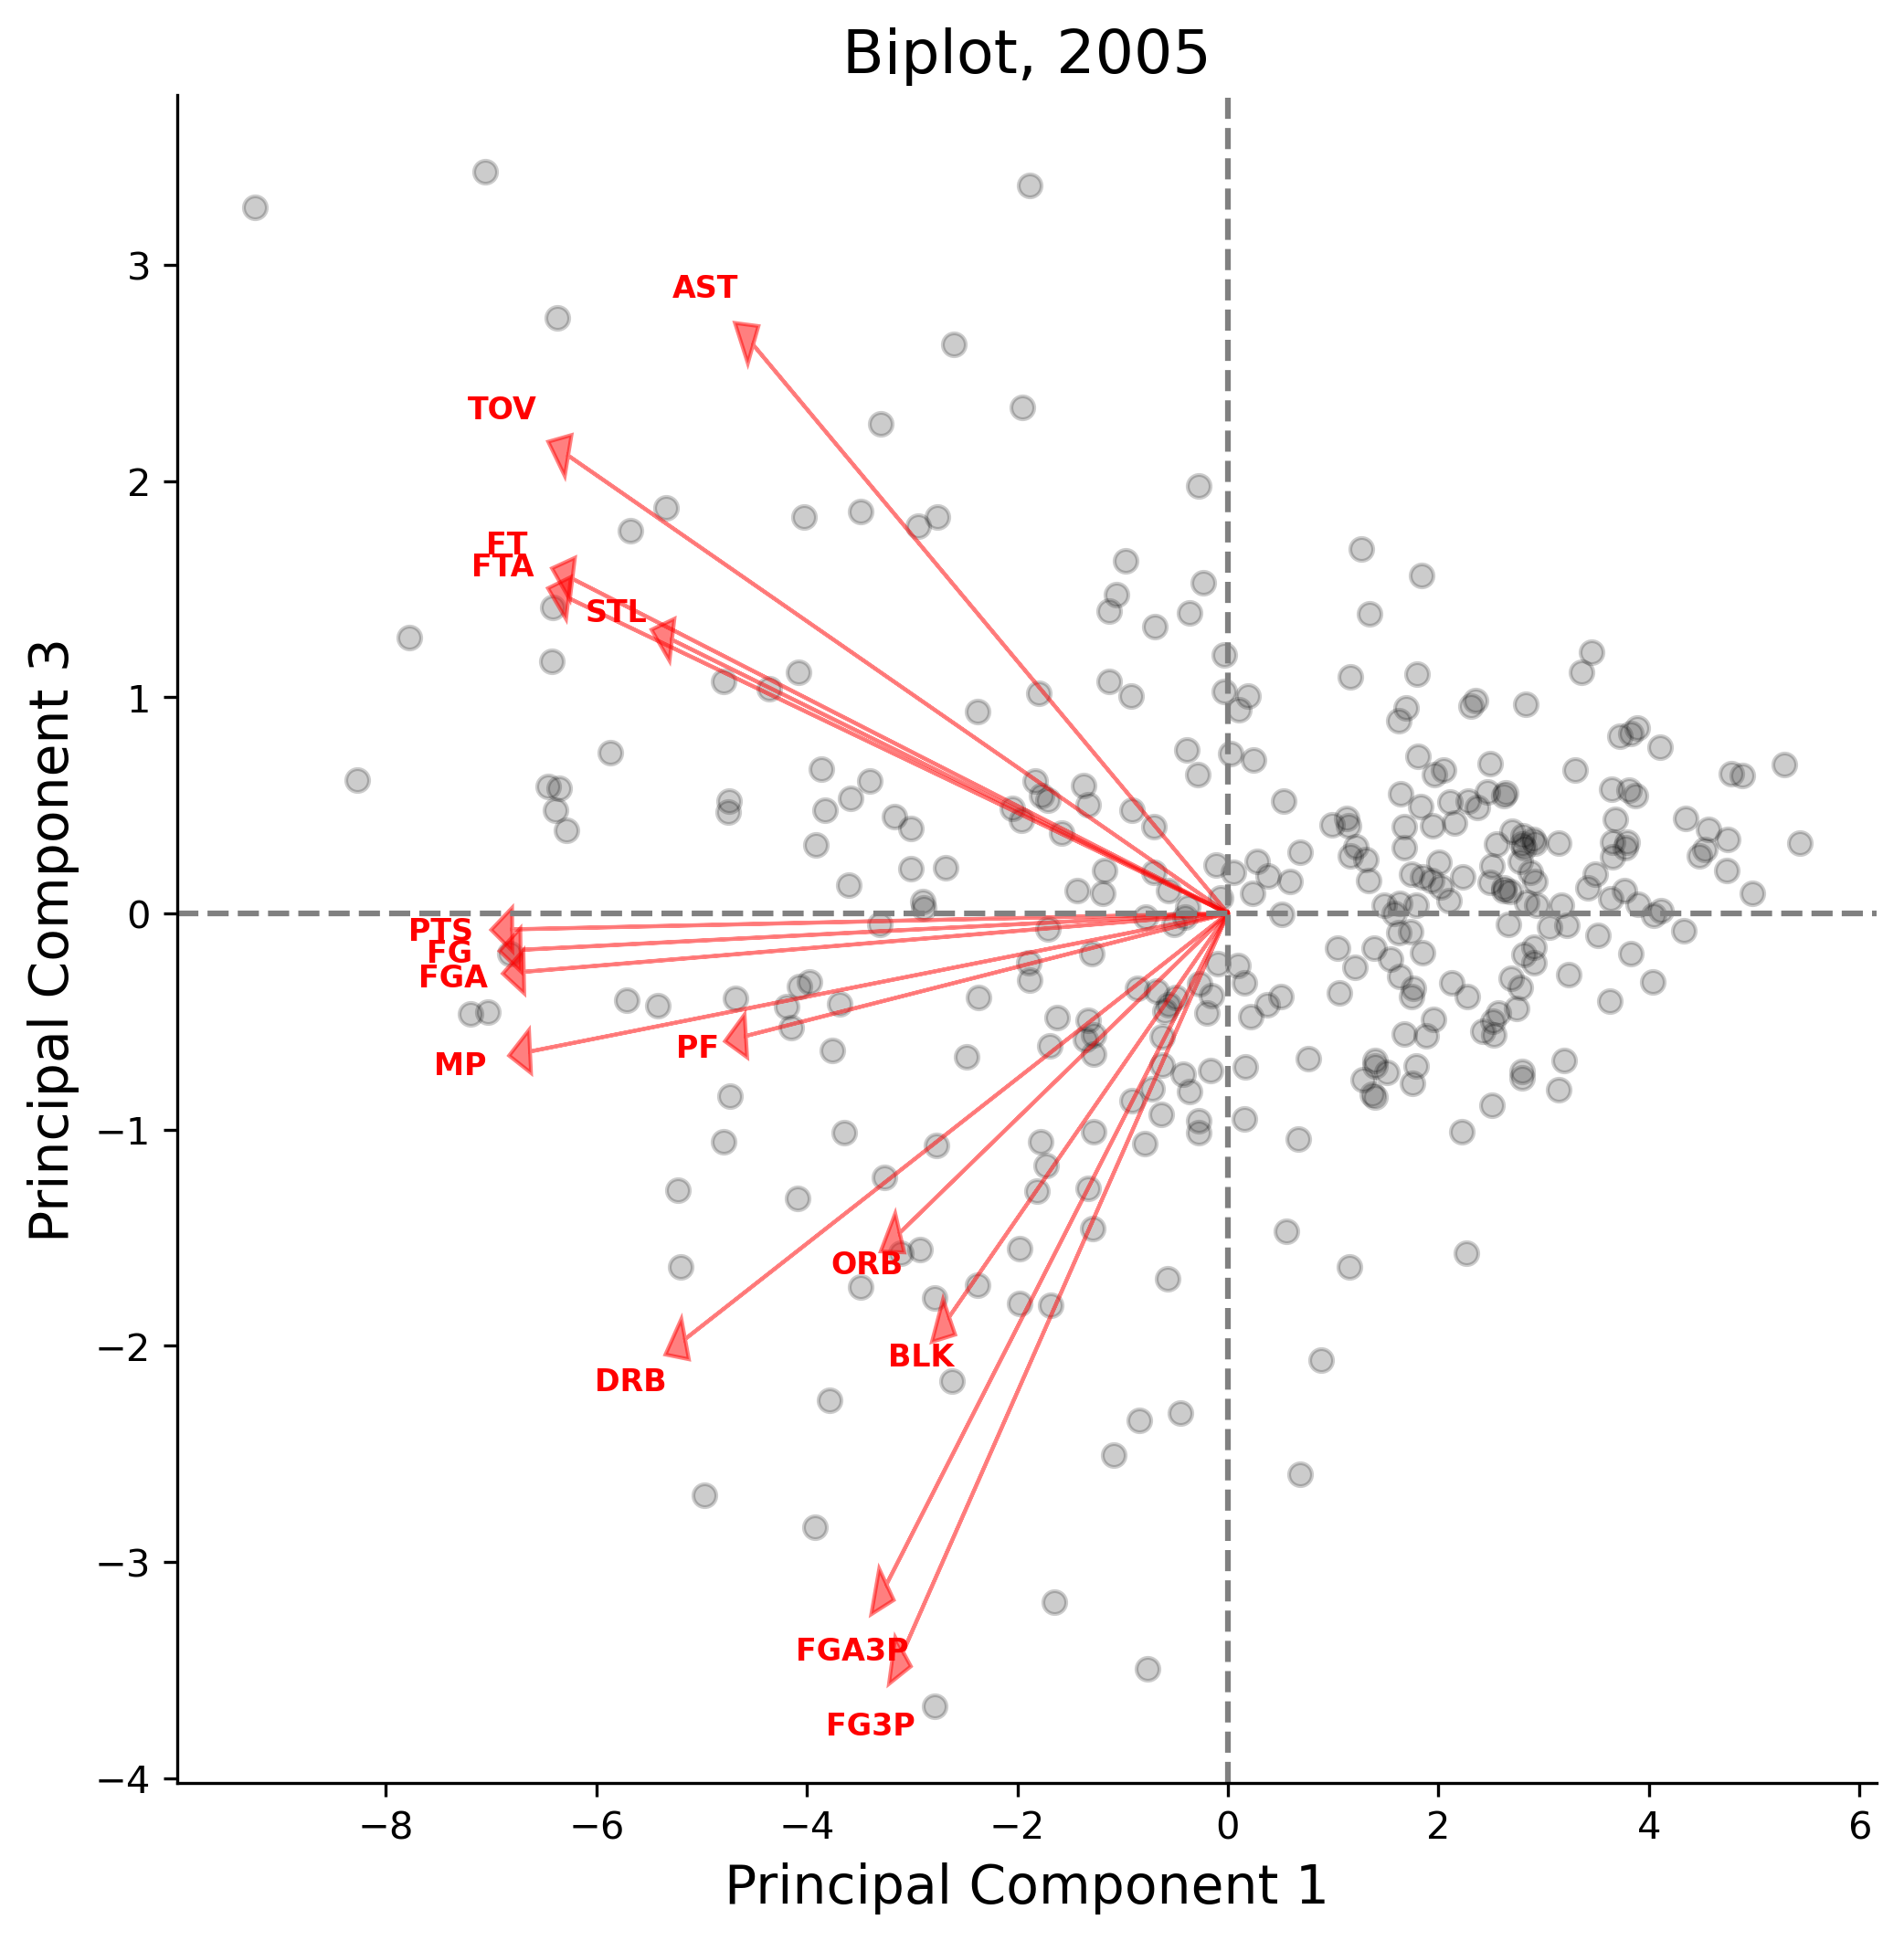 Biplot, 2005
Principal Component 3
3
2
1
0
−1
−2
−3
−4
AST
TOV
FT
FTA
STL
PTS
FG
FGA
MP
PF
ORB
BLK
DRB
FGA3P
FG3P
−8
−6
−4
−2
0
2
4
6
Principal Component 1